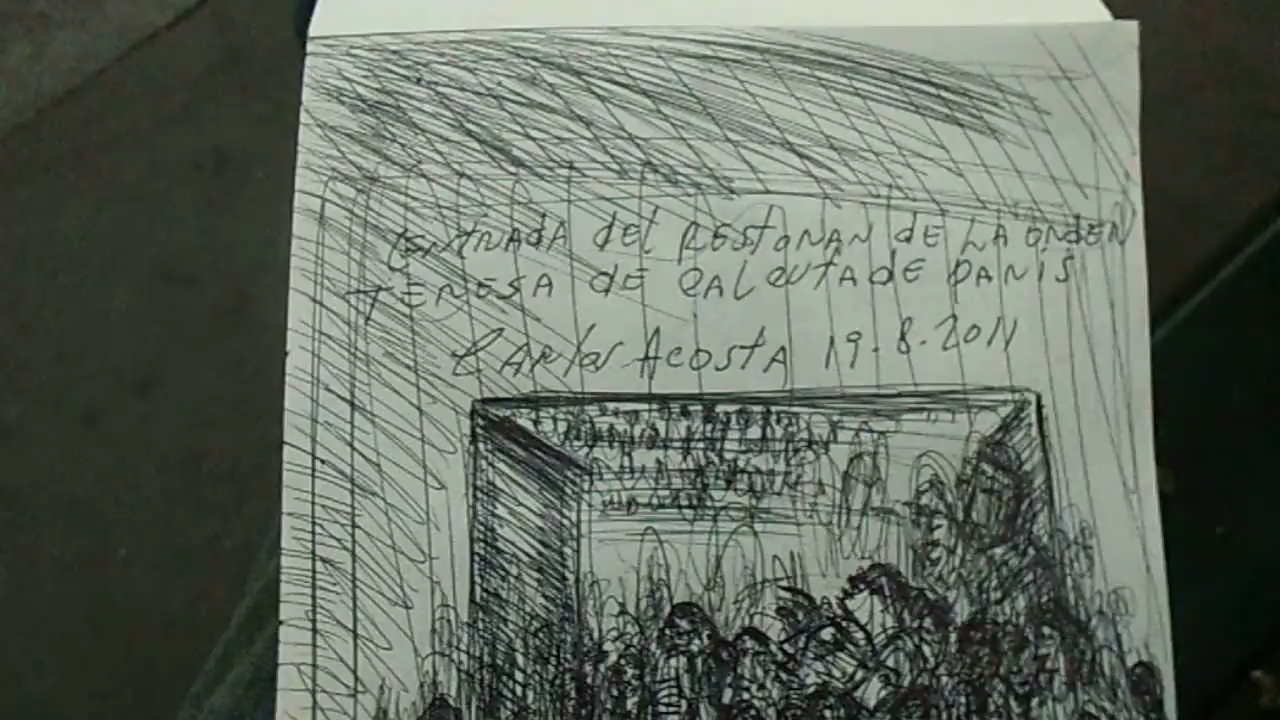 ENTRADA del RESTORAN dE LA ORDEN
TERESA dE CALCUTA dE PARIS
CARlos AcostA 19.8.2011